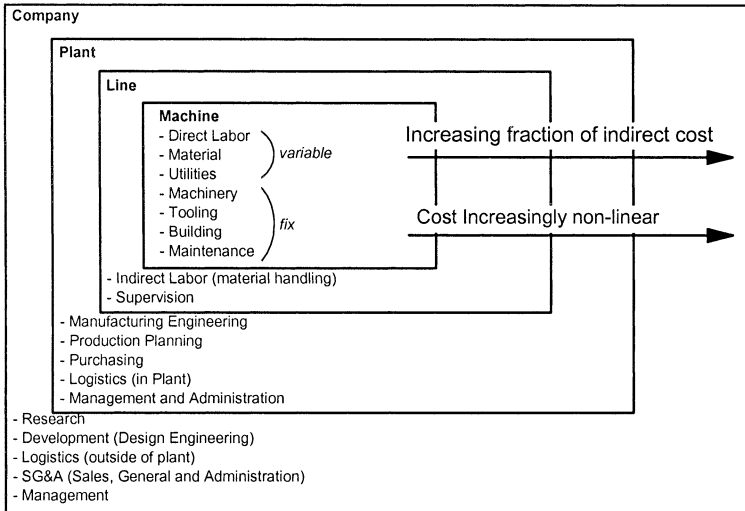 Company
Plant
Line
Machine
- Direct Labor
- Material
- Utilities
variable
- Machinery
- Tooling
- Building
- Maintenance
fix
Increasing fraction of indirect cost
Cost Increasingly non-linear
- Indirect Labor (material handling)
- Supervision
- Manufacturing Engineering
- Production Planning
- Purchasing
- Logistics (in Plant)
- Management and Administration
- Research
- Development (Design Engineering)
- Logistics (outside of plant)
- SG&A (Sales, General and Administration)
- Management